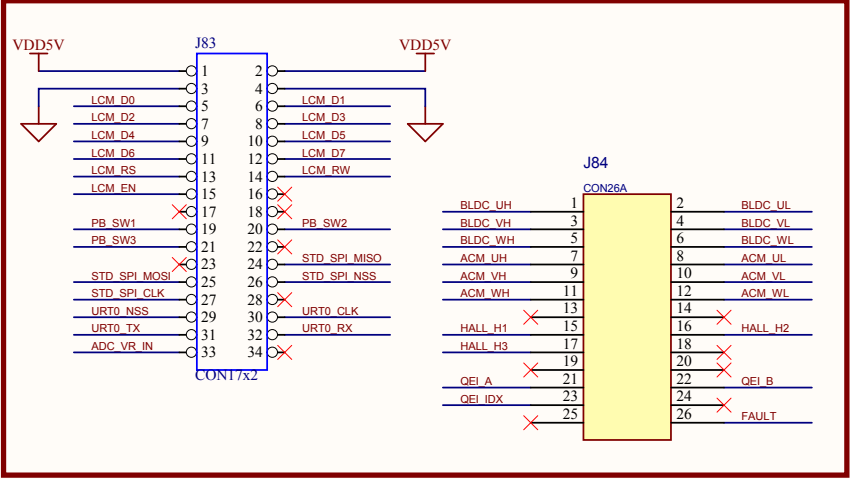 VDD5V J83 VDD5V
1 2
3 4
LCM_D0 5 6 LCM_D1
LCM_D2 7 8 LCM_D3
LCM_D4 9 10 LCM_D5
LCM_D6 11 12 LCM_D7
LCM_RS 13 14 LCM_RW
LCM_EN 15 16
17 18
PB_SW1 19 20 PB_SW2
PB_SW3 21 22
23 24 STD_SPI_MISO
STD_SPI_MOSI 25 26 STD_SPI_NSS
STD_SPI_CLK 27 28
URT0_NSS 29 30 URT0_CLK
URT0_TX 31 32 URT0_RX
ADC_VR_IN 33 34
CON17x2
J84
CON26A
BLDC_UH 1 2 BLDC_UL
BLDC_VH 3 4 BLDC_VL
BLDC_WH 5 6 BLDC_WL
ACM_UH 7 8 ACM_UL
ACM_VH 9 10 ACM_VL
ACM_WH 11 12 ACM_WL
13 14
HALL_H1 15 16 HALL_H2
HALL_H3 17 18
19 20
QEI_A 21 22 QEI_B
QEI_IDX 23 24
25 26 FAULT